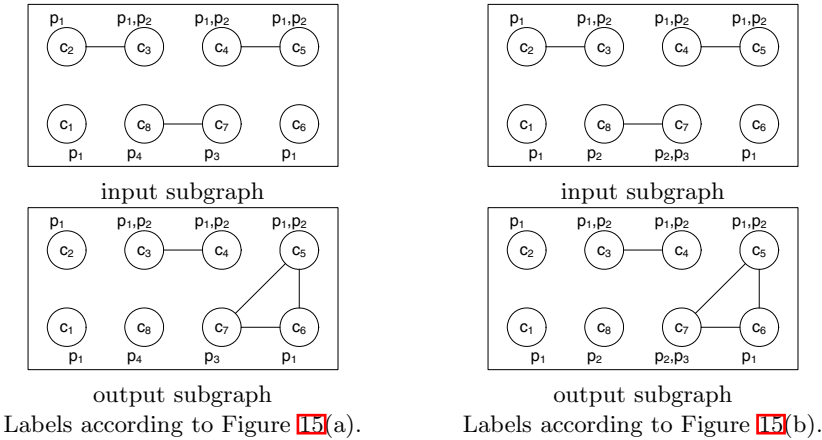 p1 p1,p2 p1,p2 p1,p2 p1 p1,p2 p1,p2 p1,p2
c2 c3 c4 c5 c2 c3 c4 c5
c1 c8 c7 c6 c1 c8 c7 c6
p1 p4 p3 p1 p1 p2 p2,p3 p1
input subgraph input subgraph
p1 p1,p2 p1,p2 p1,p2 p1 p1,p2 p1,p2 p1,p2
c2 c3 c4 c5 c2 c3 c4 c5
c1 c8 c7 c6 c1 c8 c7 c6
p1 p4 p3 p1 p1 p2 p2,p3 p1
output subgraph output subgraph
Labels according to Figure 15(a). Labels according to Figure 15(b).